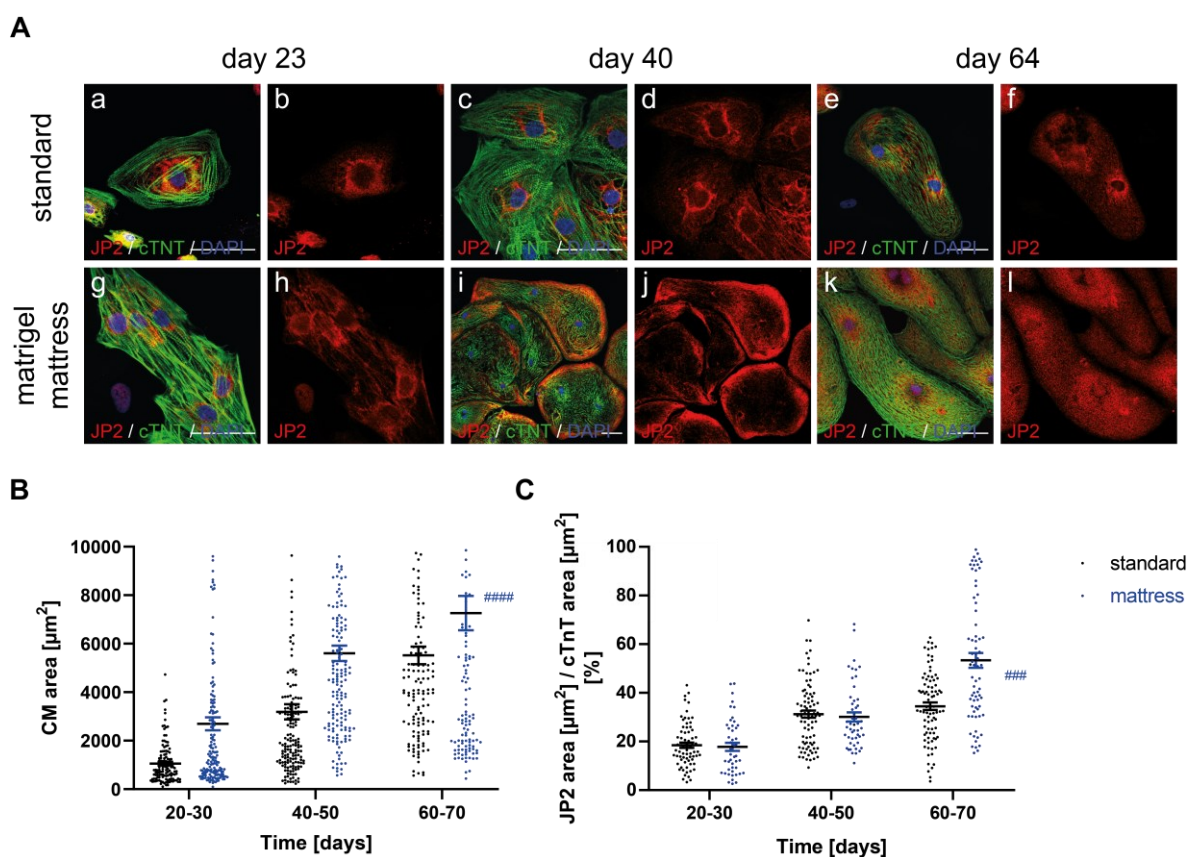 A
day 23
day 40
day 64
standard
a
b
c
d
e
f
JP2 / cTNT / DAPI
JP2
JP2 / cTNT / DAPI
JP2
JP2 / cTNT / DAPI
JP2
matrigel
mattress
g
h
i
j
k
l
JP2 / cTNT / DAPI
JP2
JP2 / cTNT / DAPI
JP2
JP2 / cTNT / DAPI
JP2
B
CM area [µm²]
10000
8000
6000
4000
2000
0
####
20-30
40-50
60-70
Time [days]
C
JP2 area [µm²] / cTnT area [µm²]
[%]
100
80
60
40
20
0
###
20-30
40-50
60-70
Time [days]
standard
mattress